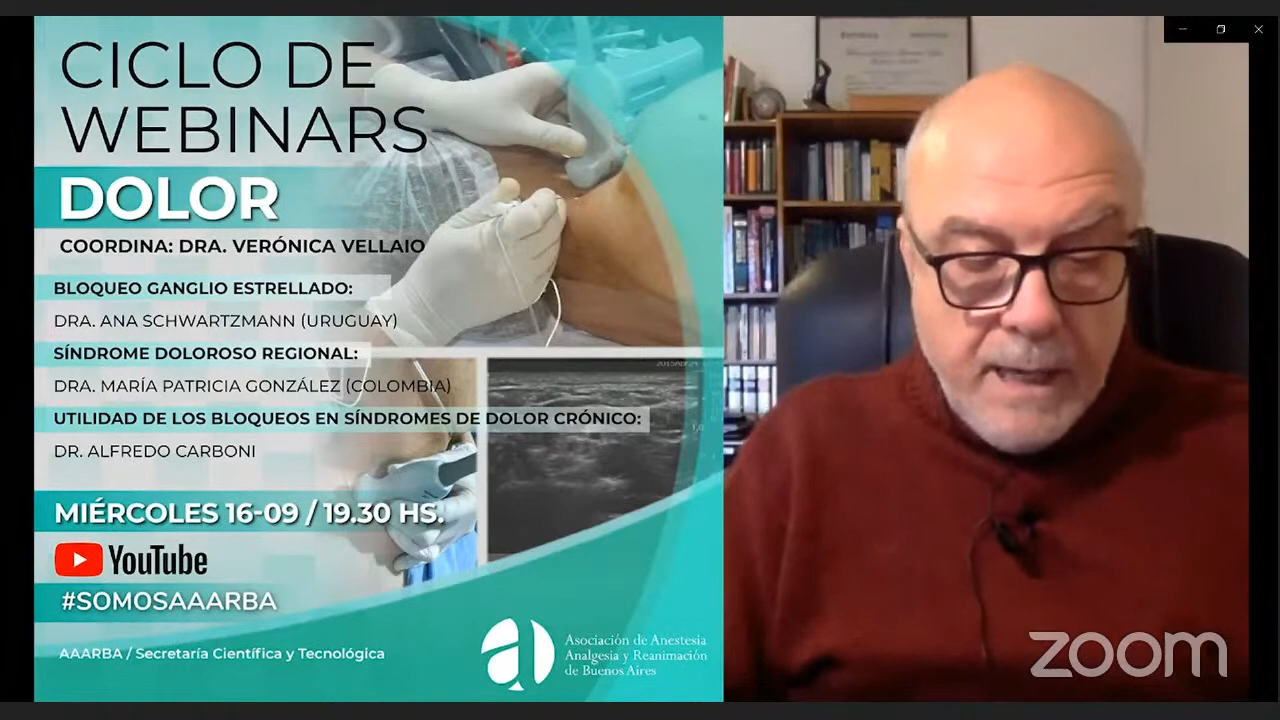 CICLO DE
WEBINARS
DOLOR
COORDINA: DRA. VERÓNICA VELLAIO
BLOQUEO GANGLIO ESTRELLADO:
DRA. ANA SCHWARTZMANN (URUGUAY)
SÍNDROME DOLOROSO REGIONAL:
DRA. MARÍA PATRICIA GONZÁLEZ (COLOMBIA)
UTILIDAD DE LOS BLOQUEOS EN SÍNDROMES DE DOLOR CRÓNICO:
DR. ALFREDO CARBONI
1,0
MIÉRCOLES 16-09 / 19.30 HS.
YouTube
#SOMOSAAARBA
AAARBA / Secretaría Científica y Tecnológica
Asociación de Anestesia
Analgesia y Reanimación
de Buenos Aires
zoom